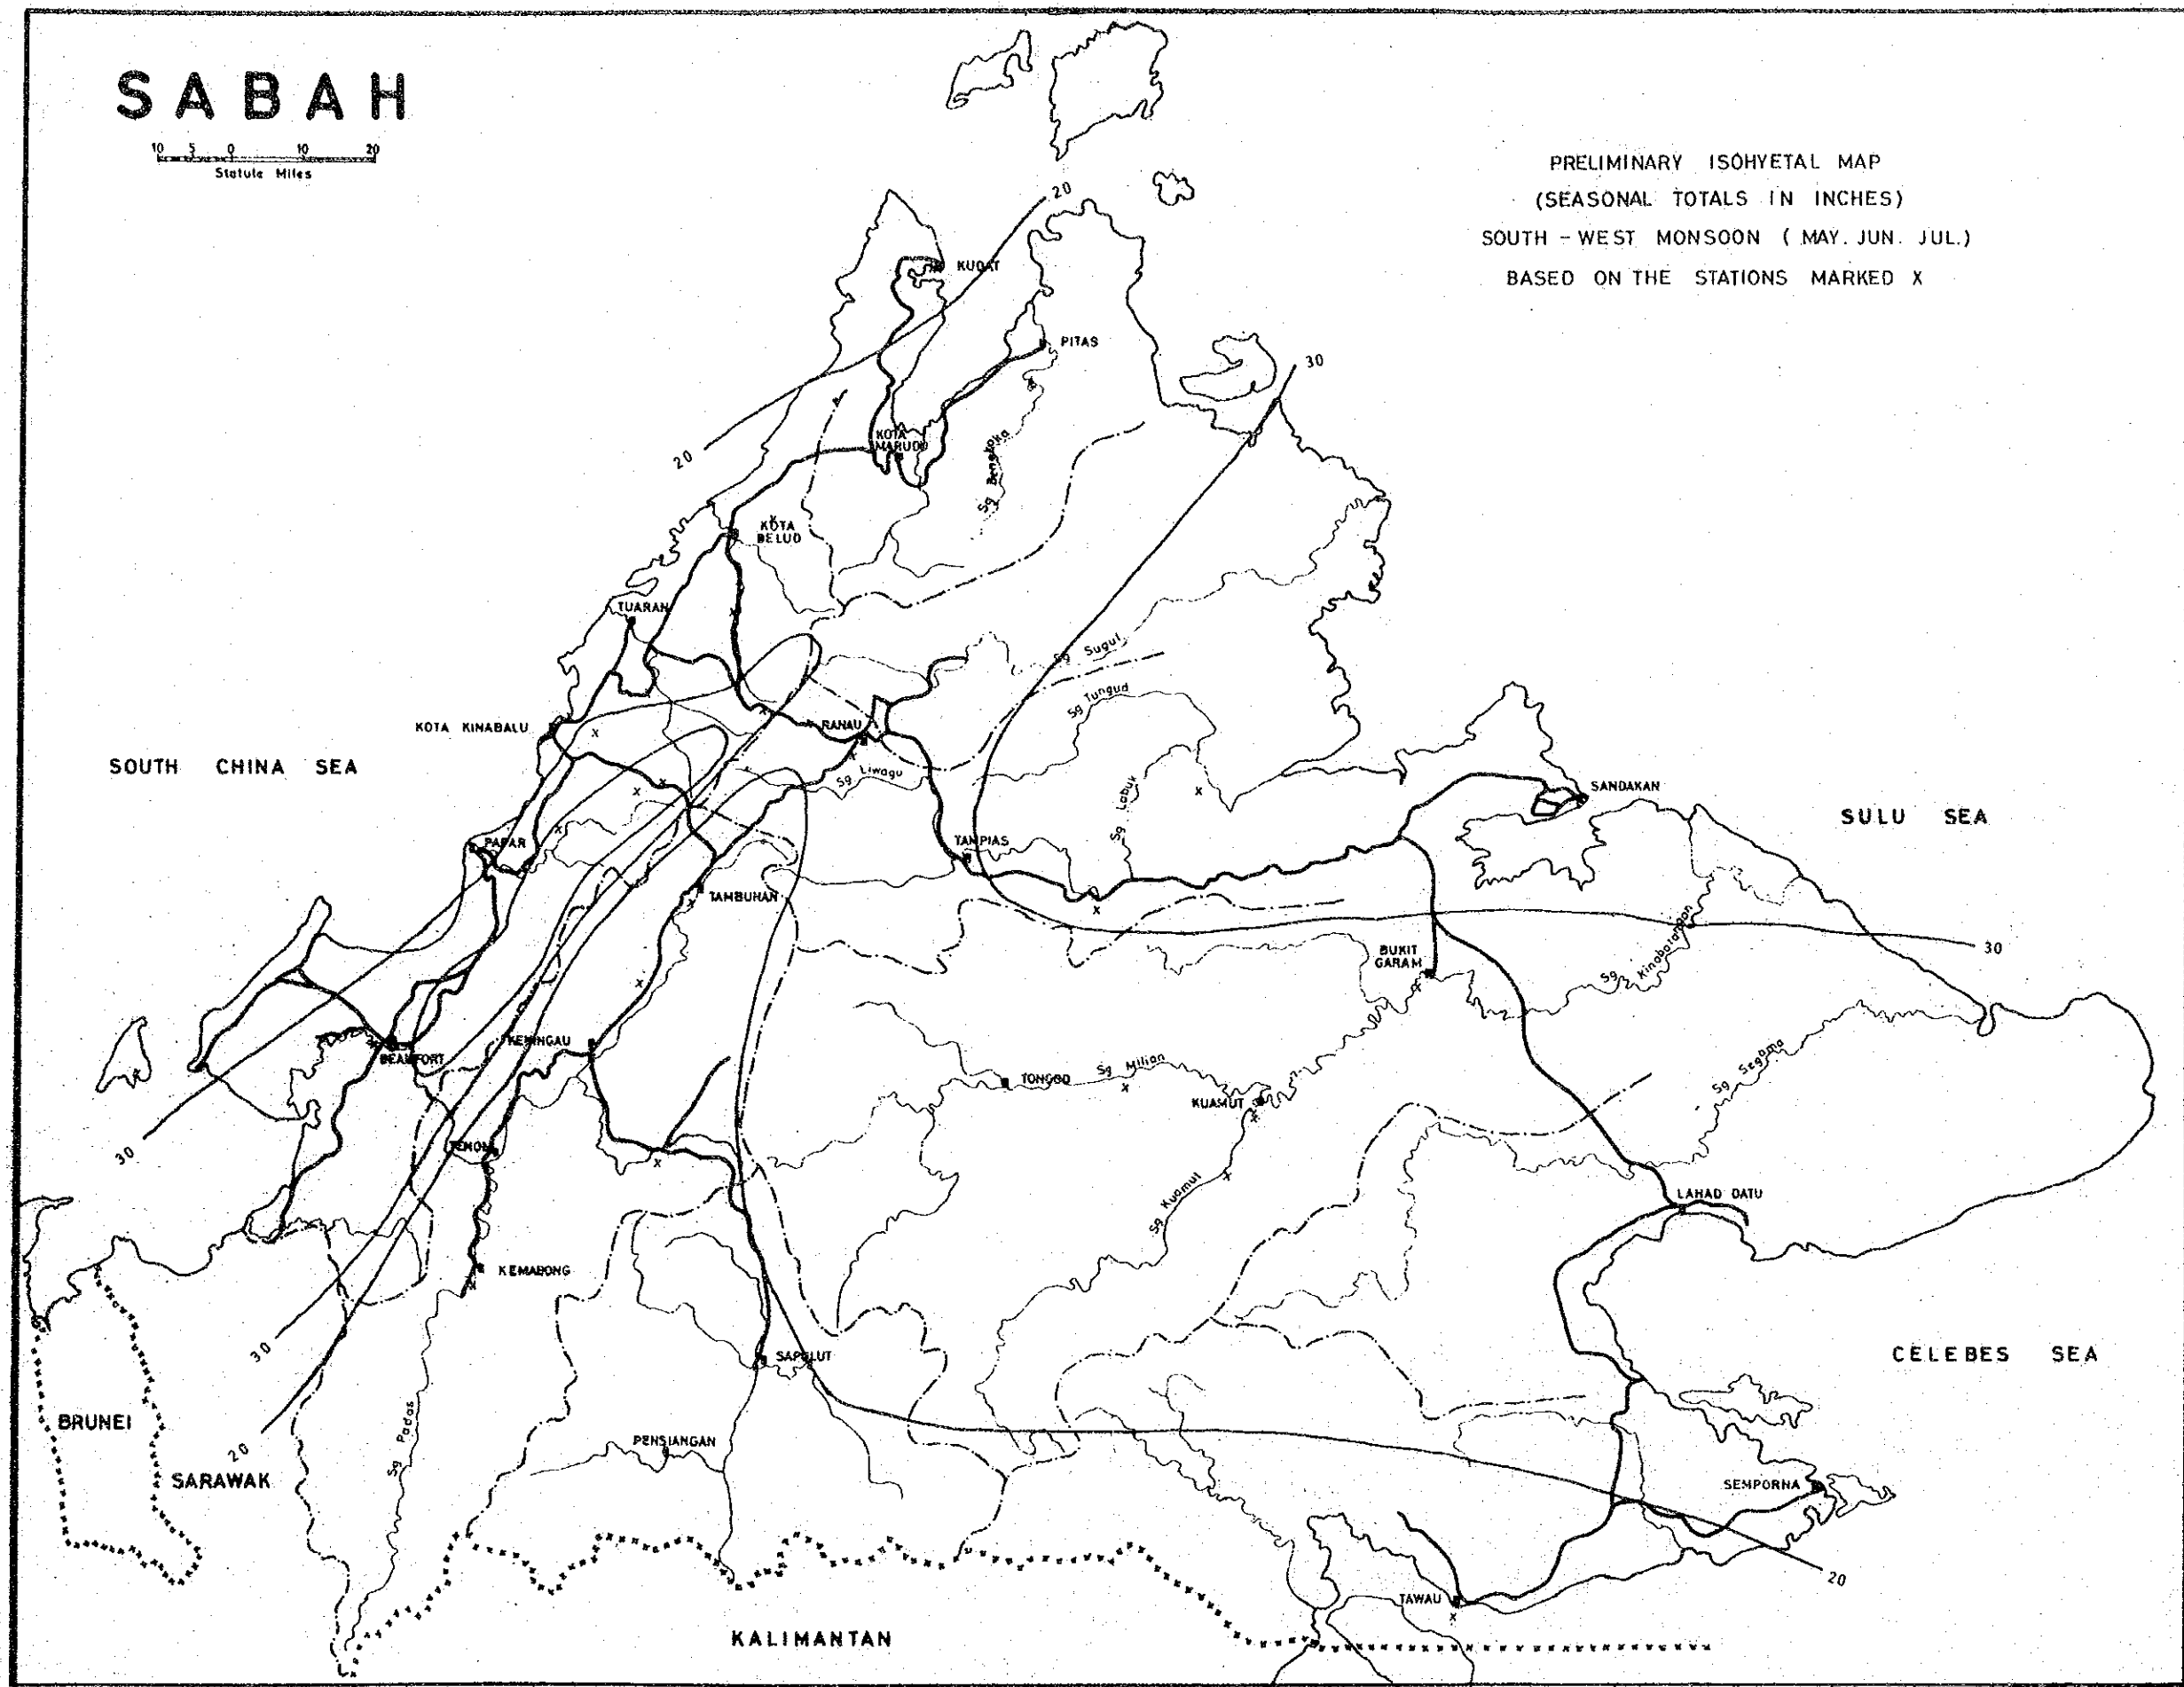 SABAH
10 5 0 10 20
Statute Miles
PRELIMINARY ISOHYETAL MAP
(SEASONAL TOTALS IN INCHES)
SOUTH - WEST MONSOON ( MAY. JUN. JUL.)
BASED ON THE STATIONS MARKED X
20
KUDAT
PITAS
30
20
KOTA
MARUDU
Sg Bengkoka
KOTA
BELUD
TUARAN
Sg Sugul
Sg Tungud
KOTA KINABALU
RANAU
SOUTH CHINA SEA
Sg Liwagu
Sg Labuk
SANDAKAN
SULU SEA
PAPAR
TAMPIAS
TAMBUNAN
BUKIT
GARAM
Sg Kinabatangan
30
KENINGAU
BEAUFORT
TONGOD
Sg Milian
KUAMUT
Sg Segama
30
TENOM
Sg Kuamut
LAHAD DATU
KEMABONG
30
SAPULUT
CELEBES SEA
BRUNEI
20
SARAWAK
Sg Padas
PENSIANGAN
SEMPORNA
20
TAWAU
KALIMANTAN